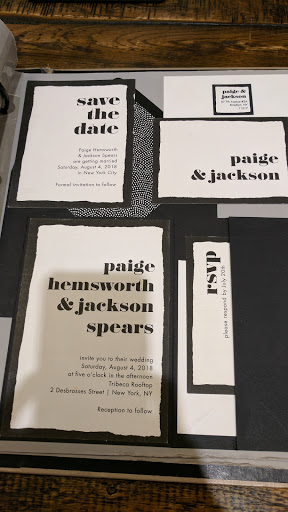 save
the
date
Paige Hemsworth
& Jackson Spears
are getting married
Saturday, August 4, 2018
in New York City
Formal invitation to follow
paige &
jackson
paige
& jackson
paige
hemsworth
& jackson
spears
invite you to their wedding
Saturday, August 4, 2018
at five o'clock in the afternoon
Tribeca Rooftop
2 Desbrosses Street | New York, NY
Reception to follow
rsvp
please respond by July 20th